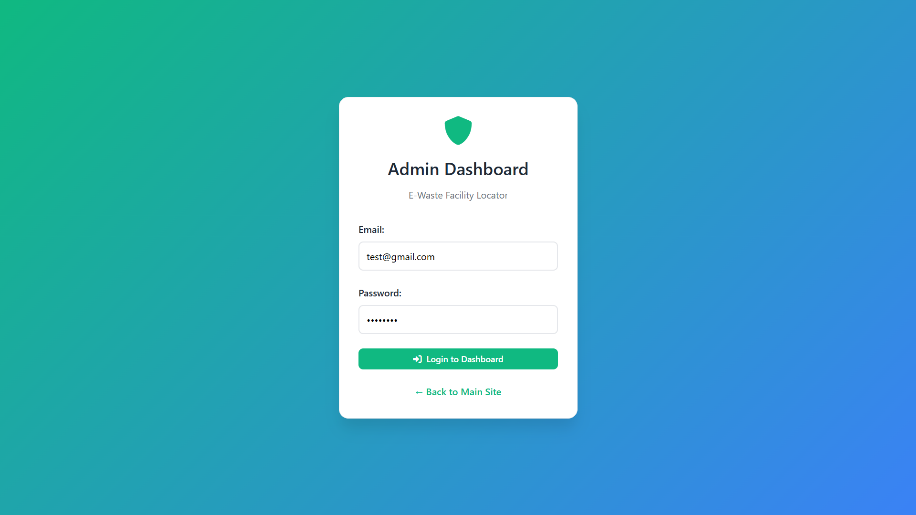 Admin Dashboard
E-Waste Facility Locator
Email:
test@gmail.com
Password:
••••••••
Login to Dashboard
← Back to Main Site